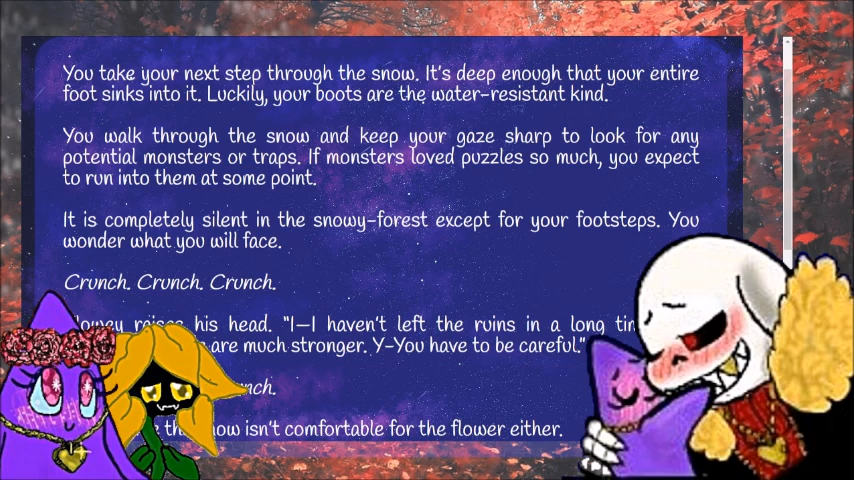 You take your next step through the snow. It's deep enough that your entire
foot sinks into it. Luckily, your boots are the water-resistant kind.
You walk through the snow and keep your gaze sharp to look for any
potential monsters or traps. If monsters loved puzzles so much, you expect
to run into them at some point.
It is completely silent in the snowy-forest except for your footsteps. You
wonder what you will face.
Crunch. Crunch. Crunch.
Flowey raises his head. "I—I haven't left the ruins in a long
are much stronger. Y-You have to be careful."
isn't comfortable for the flower either.